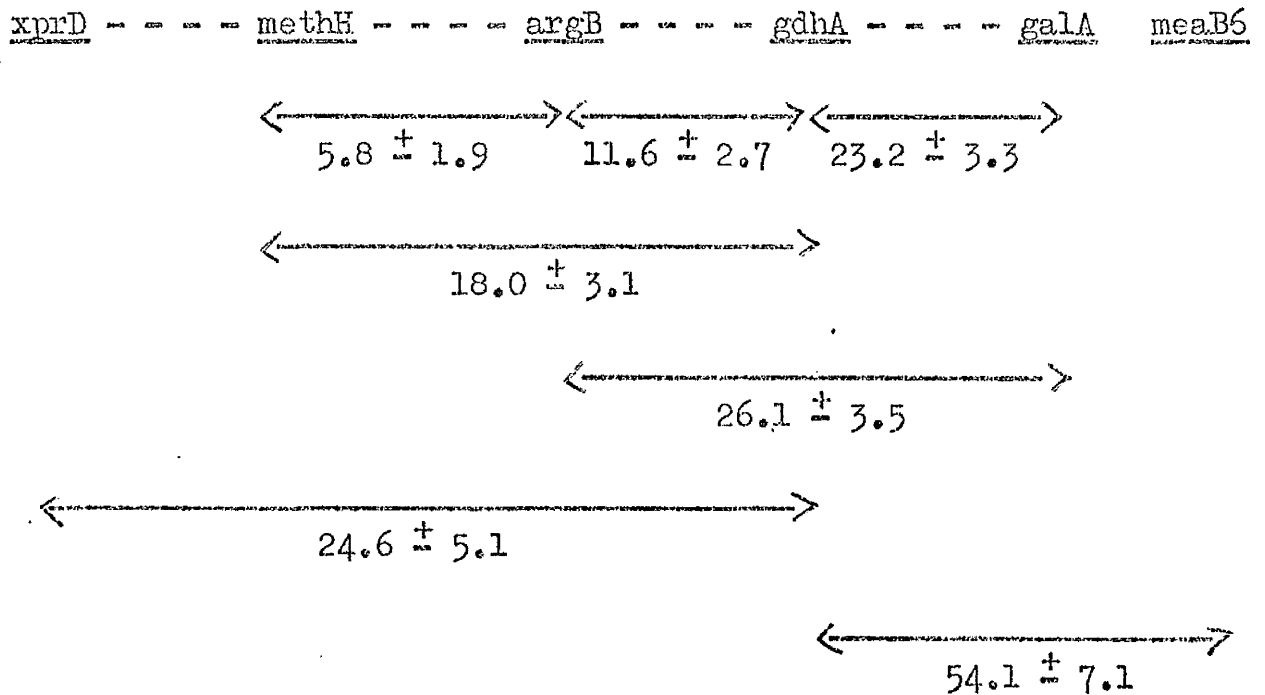 xprD - - - - methH - - - - argB - - - - gdhA - - - - galA meaB6
5.8 ± 1.9 11.6 ± 2.7 23.2 ± 3.3
18.0 ± 3.1
26.1 ± 3.5
24.6 ± 5.1
54.1 ± 7.1